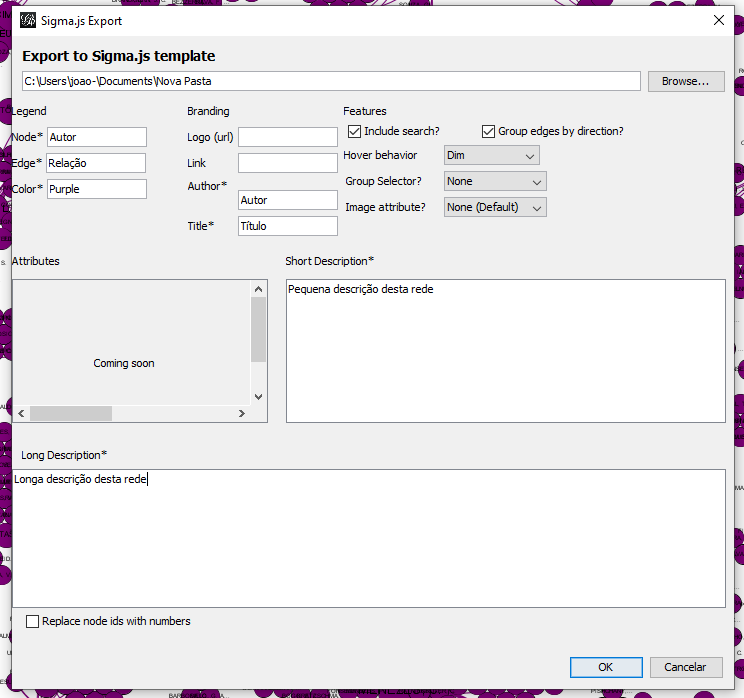 Sigma.js Export
Export to Sigma.js template
C:\Users\joao-\Documents\Nova Pasta
Browse...
Legend
Node* Autor
Edge* Relação
Color* Purple
Branding
Logo (url)
Link
Author*
Autor
Title* Título
Features
Include search?
Group edges by direction?
Hover behavior Dim
Group Selector? None
Image attribute? None (Default)
Attributes
Coming soon
Short Description*
Pequena descrição desta rede
Long Description*
Longa descrição desta rede
Replace node ids with numbers
OK
Cancelar